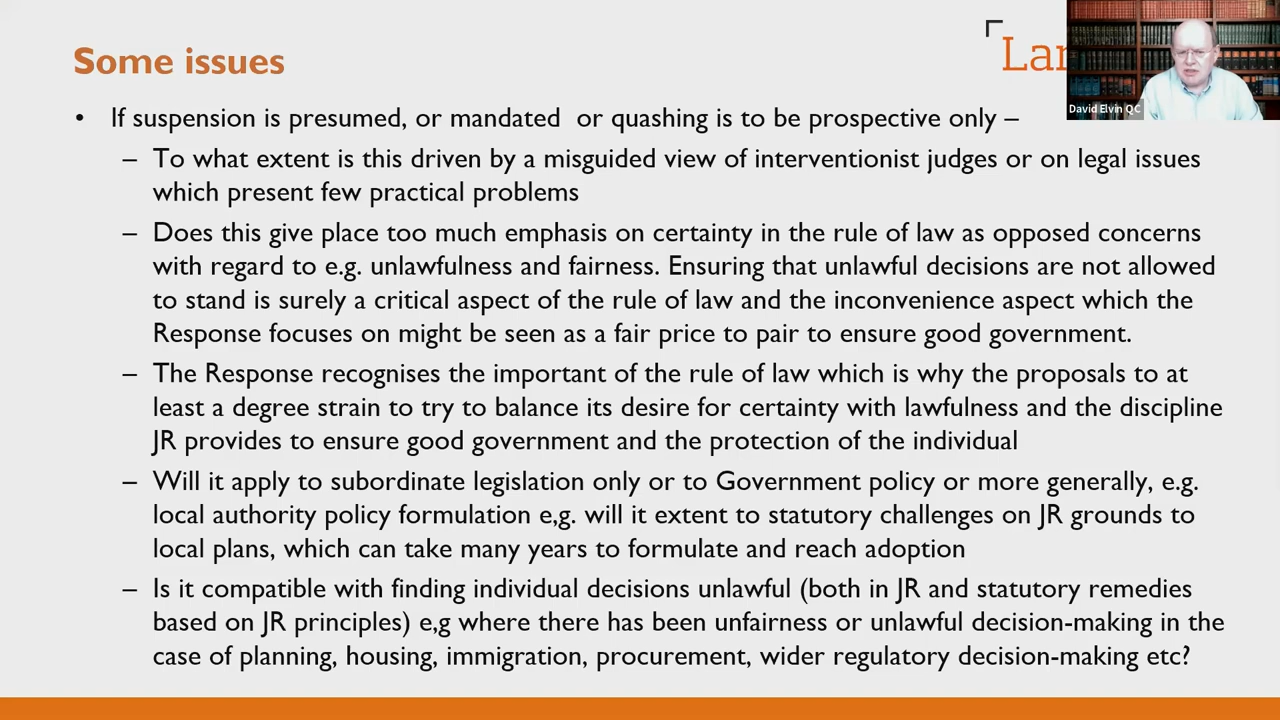 Some issues
Lan
David Elvin QC
• If suspension is presumed, or mandated or quashing is to be prospective only –
– To what extent is this driven by a misguided view of interventionist judges or on legal issues
which present few practical problems
– Does this give place too much emphasis on certainty in the rule of law as opposed concerns
with regard to e.g. unlawfulness and fairness. Ensuring that unlawful decisions are not allowed
to stand is surely a critical aspect of the rule of law and the inconvenience aspect which the
Response focuses on might be seen as a fair price to pair to ensure good government.
– The Response recognises the important of the rule of law which is why the proposals to at
least a degree strain to try to balance its desire for certainty with lawfulness and the discipline
JR provides to ensure good government and the protection of the individual
– Will it apply to subordinate legislation only or to Government policy or more generally, e.g.
local authority policy formulation e,g. will it extent to statutory challenges on JR grounds to
local plans, which can take many years to formulate and reach adoption
– Is it compatible with finding individual decisions unlawful (both in JR and statutory remedies
based on JR principles) e,g where there has been unfairness or unlawful decision-making in the
case of planning, housing, immigration, procurement, wider regulatory decision-making etc?